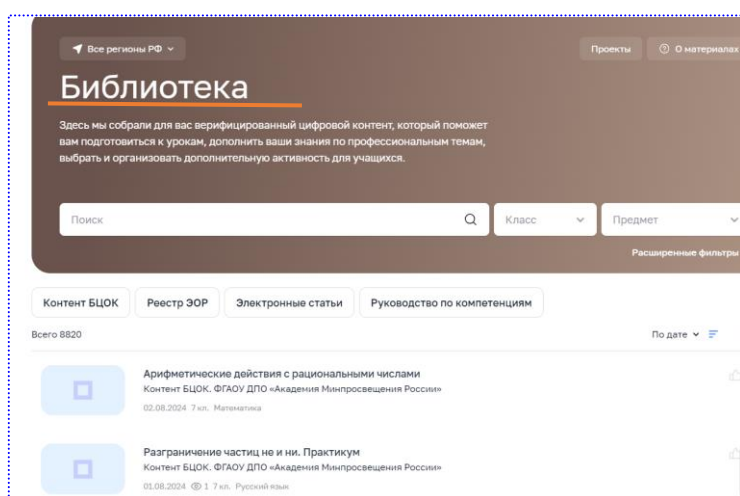 Все регионы РФ
Проекты
О материалах
Библиотека
Здесь мы собрали для вас верифицированный цифровой контент, который поможет
вам подготовиться к урокам, дополнить ваши знания по профессиональным темам,
выбрать и организовать дополнительную активность для учащихся.
Поиск
Класс
Предмет
Расширенные фильтры
Контент БЦОК
Реестр ЭОР
Электронные статьи
Руководство по компетенциям
Всего 8820
По дате
Арифметические действия с рациональными числами
Контент БЦОК. ФГАОУ ДПО «Академия Минпросвещения России»
02.08.2024 7 кл. Математика
Разграничение частиц не и ни. Практикум
Контент БЦОК. ФГАОУ ДПО «Академия Минпросвещения России»
01.08.2024 1 7 кл. Русский язык